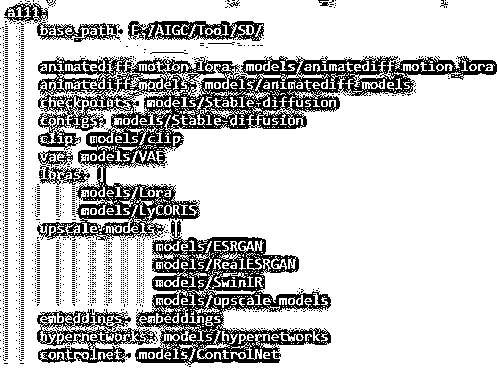 a111:
base_path: E:/AIGC/Tool/SD/
animatediff_motion_lora: models/animatediff_motion_lora
animatediff_models: models/animatediff_models
checkpoints: models/Stable-diffusion
configs: models/Stable-diffusion
clip: models/clip
vae: models/VAE
loras: |
models/Lora
models/LyCORIS
upscale_models: |
models/ESRGAN
models/RealESRGAN
models/SwinIR
models/upscale_models
embeddings: embeddings
hypernetworks: models/hypernetworks
controlnet: models/ControlNet